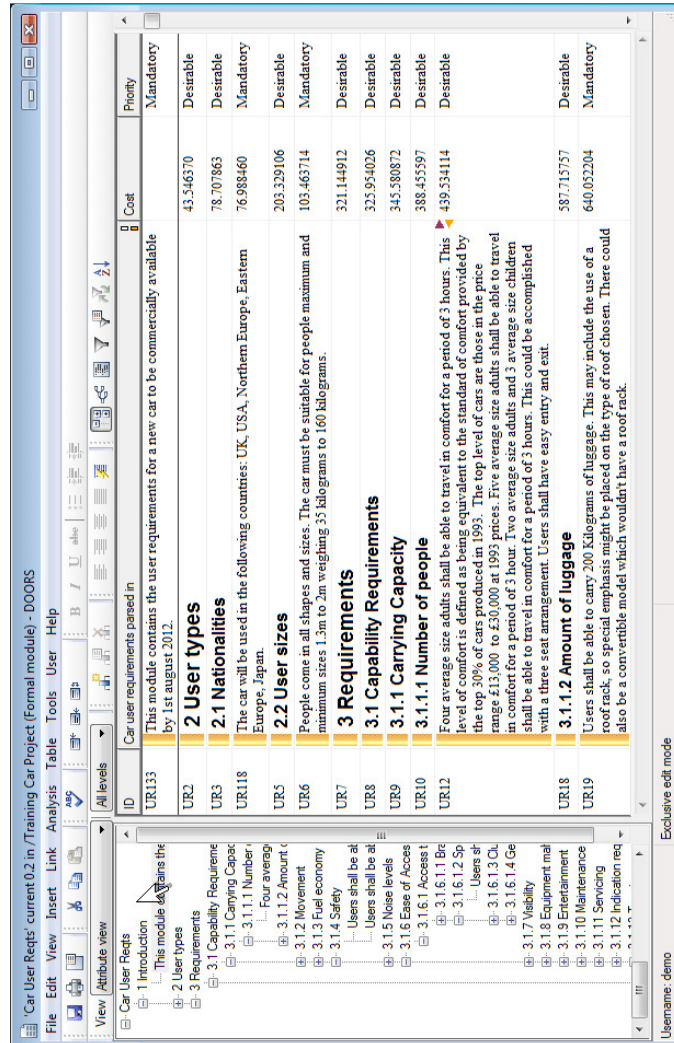 'Car User Reqts' current 0.2 in /Training Car Project (Formal module) - DOORS
File Edit View Insert Link Analysis Table Tools User Help
ABC
B I U abc
View Attribute view All levels
Car User Reqts
1 Introduction
This module contains the
2 User types
3 Requirements
3.1 Capability Requireme
3.1.1 Carrying Capac
3.1.1.1 Number
Four averag
3.1.1.2 Amount
3.1.2 Movement
3.1.3 Fuel economy
3.1.4 Safety
Users shall be at
Users shall be at
3.1.5 Noise levels
3.1.6 Ease of Acces
3.1.6.1 Access t
3.1.6.1.1 Bra
3.1.6.1.2 Sp
Users sh
3.1.6.1.3 Clu
3.1.6.1.4 Ge
3.1.7 Visibility
3.1.8 Equipment mal
3.1.9 Entertainment
3.1.10 Maintenance
3.1.11 Servicing
3.1.12 Indication req
ID Car user requirements parsed in Cost Priority
UR133 This module contains the user requirements for a new car to be commercially available Mandatory
by 1st august 2012.
UR2 2 User types 43.546370 Desirable
UR3 2.1 Nationalities 78.707863 Desirable
UR118 The car will be used in the following countries: UK, USA, Northern Europe, Eastern 76.988460 Mandatory
Europe, Japan.
UR5 2.2 User sizes 203.329106 Desirable
UR6 People come in all shapes and sizes. The car must be suitable for people maximum and 103.463714 Mandatory
minimum sizes 1.3m to 2m weighing 35 kilograms to 160 kilograms.
UR7 3 Requirements 321.144912 Desirable
UR8 3.1 Capability Requirements 325.954026 Desirable
UR9 3.1.1 Carrying Capacity 345.580872 Desirable
UR10 3.1.1.1 Number of people 388.455597 Desirable
UR12 Four average size adults shall be able to travel in comfort for a period of 3 hours. This 439.534114 Desirable
level of comfort is defined as being equivalent to the standard of comfort provided by
the top 30% of cars produced in 1993. The top level of cars are those in the price
range £13,000 to £30,000 at 1993 prices. Five average size adults shall be able to travel
in comfort for a period of 3 hour. Two average size adults and 3 average size children
shall be able to travel in comfort for a period of 3 hours. This could be accomplished
with a three seat arrangement. Users shall have easy entry and exit.
UR18 3.1.1.2 Amount of luggage 587.715757 Desirable
UR19 Users shall be able to carry 200 Kilograms of luggage. This may include the use of a 640.052204 Mandatory
roof rack, so special emphasis might be placed on the type of roof chosen. There could
also be a convertible model which wouldn't have a roof rack.
Username: demo Exclusive edit mode